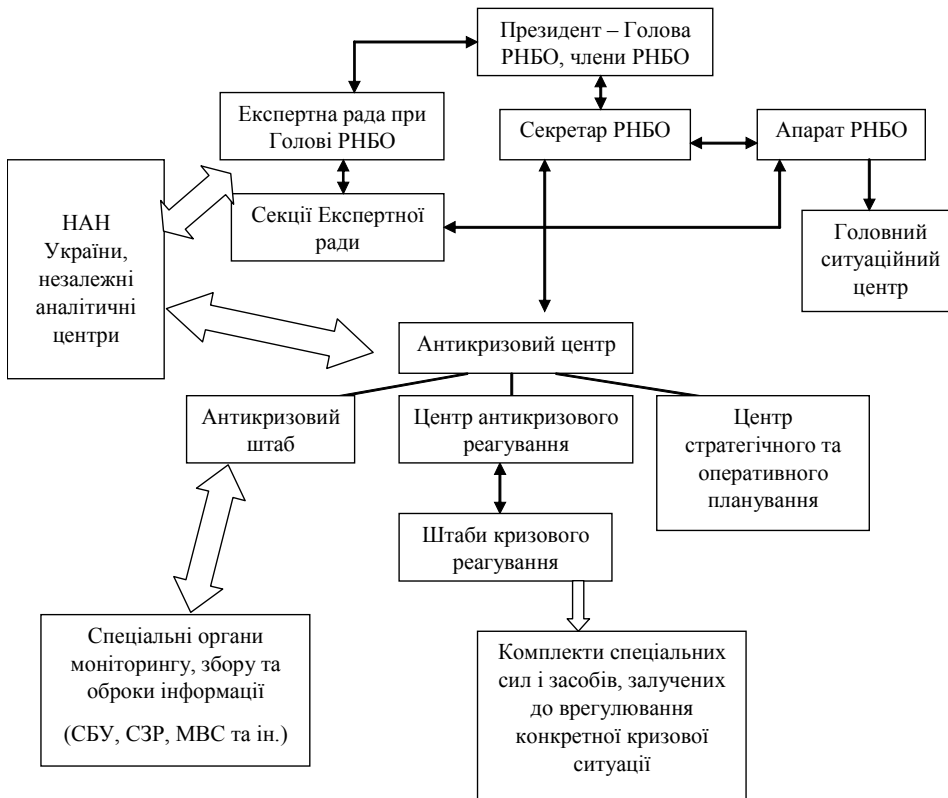 Президент – Голова
РНБО, члени РНБО
Експертна рада при
Голові РНБО
Секретар РНБО
Апарат РНБО
НАН
України,
незалежні
аналітичні
центри
Секції Експертної
ради
Головний
ситуаційний
центр
Антикризовий центр
Антикризовий
штаб
Центр антикризового
реагування
Центр
стратегічного та
оперативного
планування
Штаби кризового
реагування
Спеціальні органи
моніторингу, збору та
оброки інформації
(СБУ, СЗР, МВС та ін.)
Комплекти спеціальних
сил і засобів, залучених
до врегулювання
конкретної кризової
ситуації